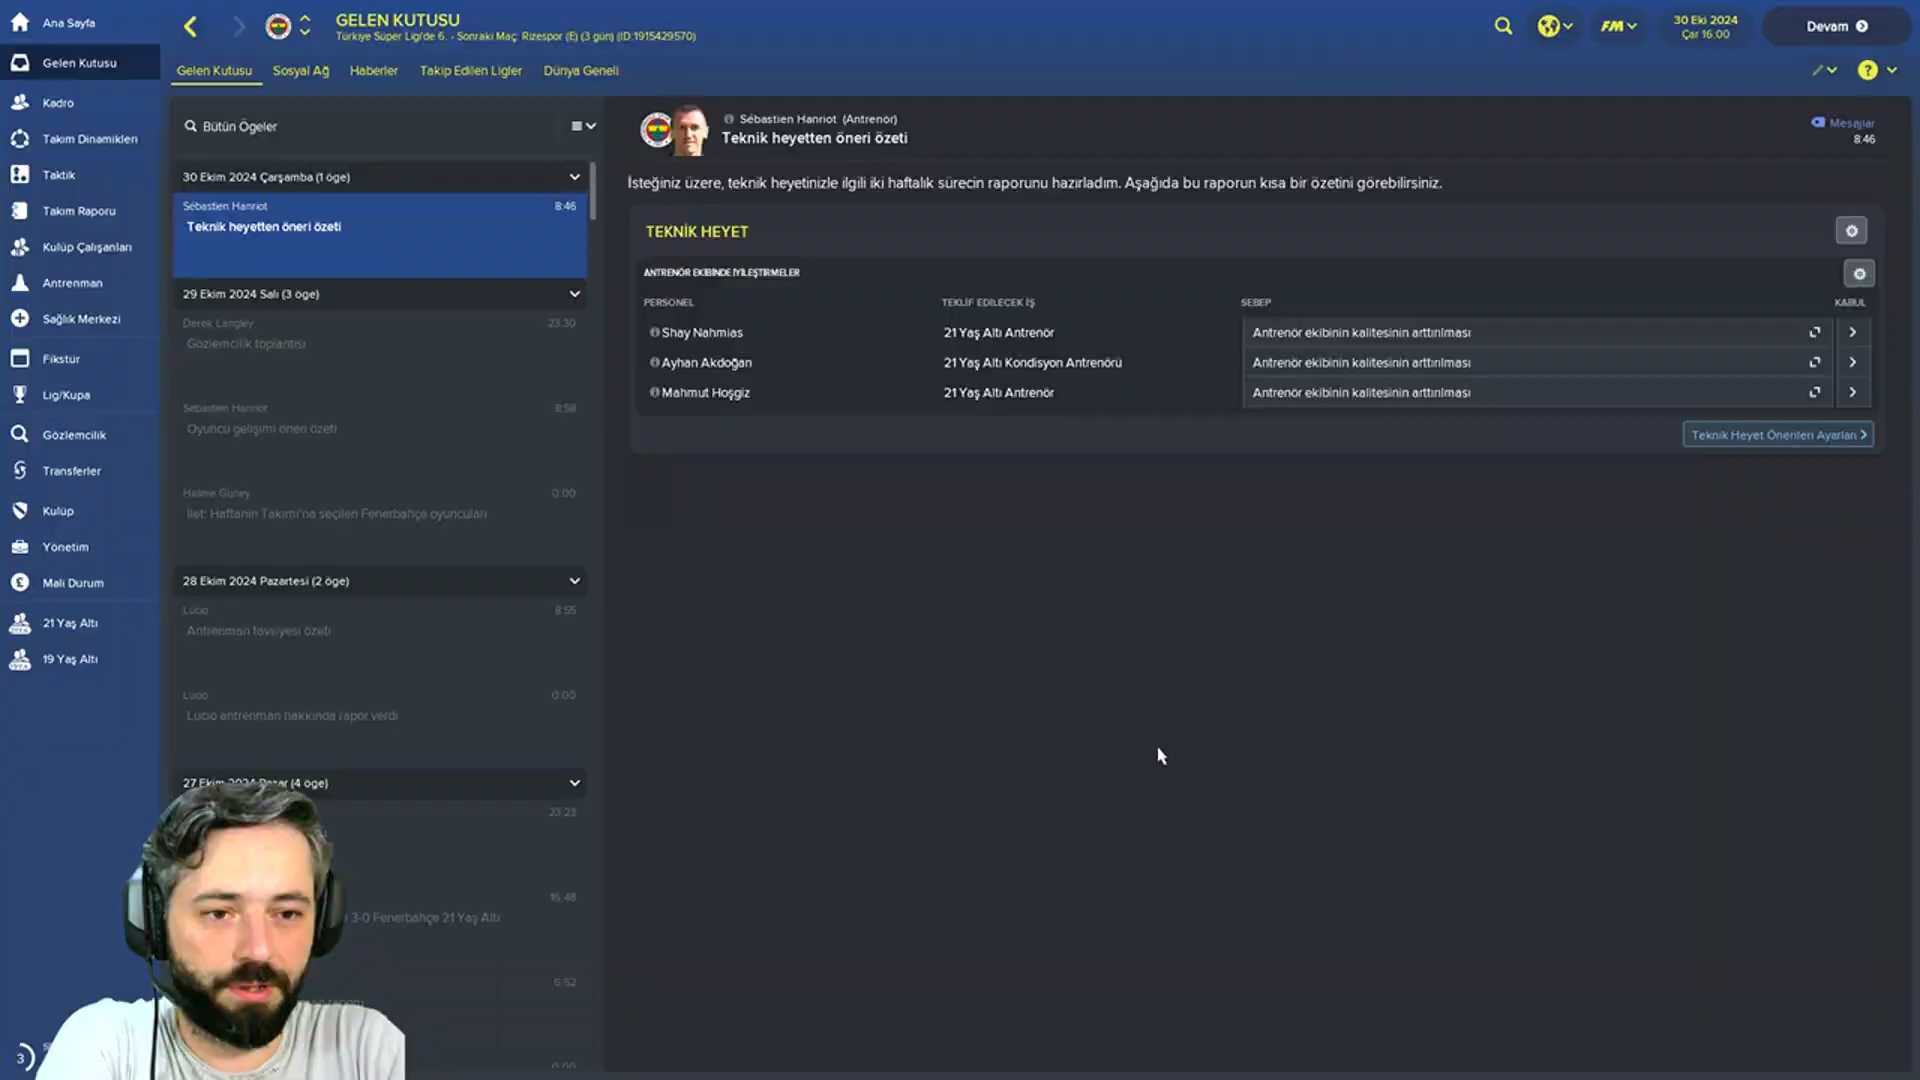 Ana Sayfa
Gelen Kutusu
Kadro
Takım Dinamikleri
Taktik
Takım Raporu
Kulüp Çalışanları
Antrenman
Sağlık Merkezi
Fikstür
Lig/Kupa
Gözlemcilik
Transferler
Kulüp
Yönetim
Mali Durum
21 Yaş Altı
19 Yaş Altı
3
GELEN KUTUSU
Türkiye Süper Ligi'de 6. - Sonraki Maç: Rizespor (E) (3 gün) (ID:1915429570)
FM
30 Eki 2024
Çar 16:00
Devam
Gelen Kutusu Sosyal Ağ Haberler Takip Edilen Ligler Dünya Geneli
?
Bütün Ögeler
30 Ekim 2024 Çarşamba (1 öge)
Sébastien Hanriot 8:46
Teknik heyetten öneri özeti
29 Ekim 2024 Salı (3 öge)
Derek Langley 23:30
Gözlemcilik toplantısı
Sébastien Hanriot 8:58
Oyuncu gelişimi öneri özeti
Halime Güney 0:00
İlet: Haftanın Takımı'na seçilen Fenerbahçe oyuncuları
28 Ekim 2024 Pazartesi (2 öge)
Lucio 8:55
Antrenman tavsiyesi özeti
Lucio 0:00
Lucio antrenman hakkında rapor verdi
27 Ekim 2024 Pazar (4 öge)
23:23
16:48
3-0 Fenerbahçe 21 Yaş Altı
6:52
0:00
Sébastien Hanriot (Antrenör)
Teknik heyetten öneri özeti
Mesajlar
8:46
İsteğiniz üzere, teknik heyetinizle ilgili iki haftalık sürecin raporunu hazırladım. Aşağıda bu raporun kısa bir özetini görebilirsiniz.
TEKNİK HEYET
ANTRENÖR EKİBİNDE İYİLEŞTİRMELER
PERSONEL TEKLİF EDİLECEK İŞ SEBEP KABUL
Shay Nahmias 21 Yaş Altı Antrenör Antrenör ekibinin kalitesinin arttırılması
Ayhan Akdoğan 21 Yaş Altı Kondisyon Antrenörü Antrenör ekibinin kalitesinin arttırılması
Mahmut Hoşgiz 21 Yaş Altı Antrenör Antrenör ekibinin kalitesinin arttırılması
Teknik Heyet Önerileri Ayarları